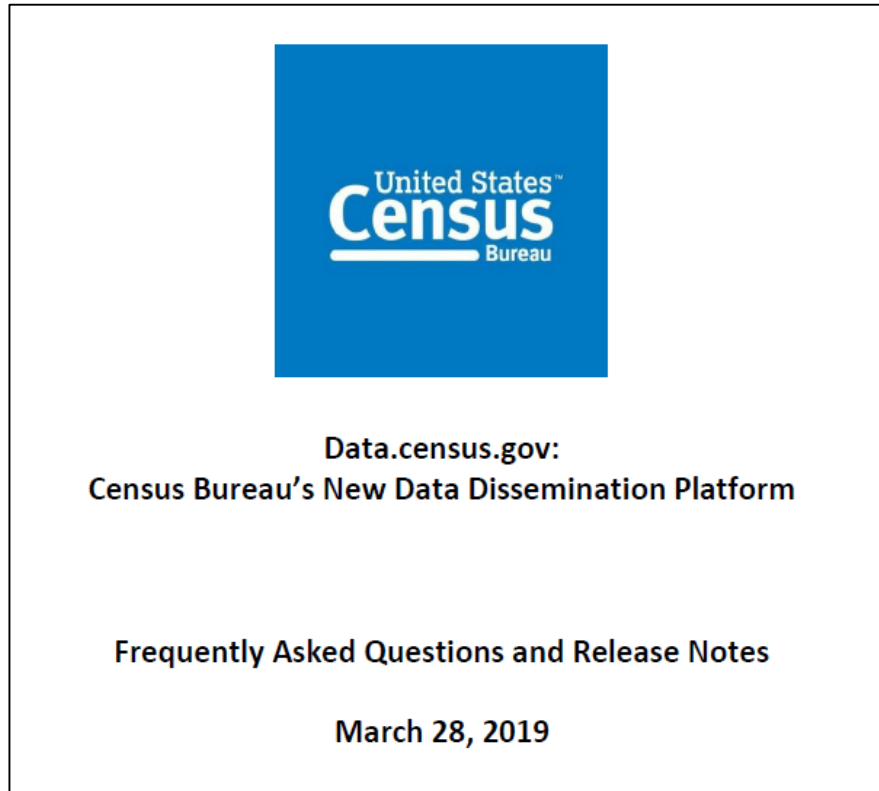 United States™
Census
Bureau
Data.census.gov:
Census Bureau's New Data Dissemination Platform
Frequently Asked Questions and Release Notes
March 28, 2019